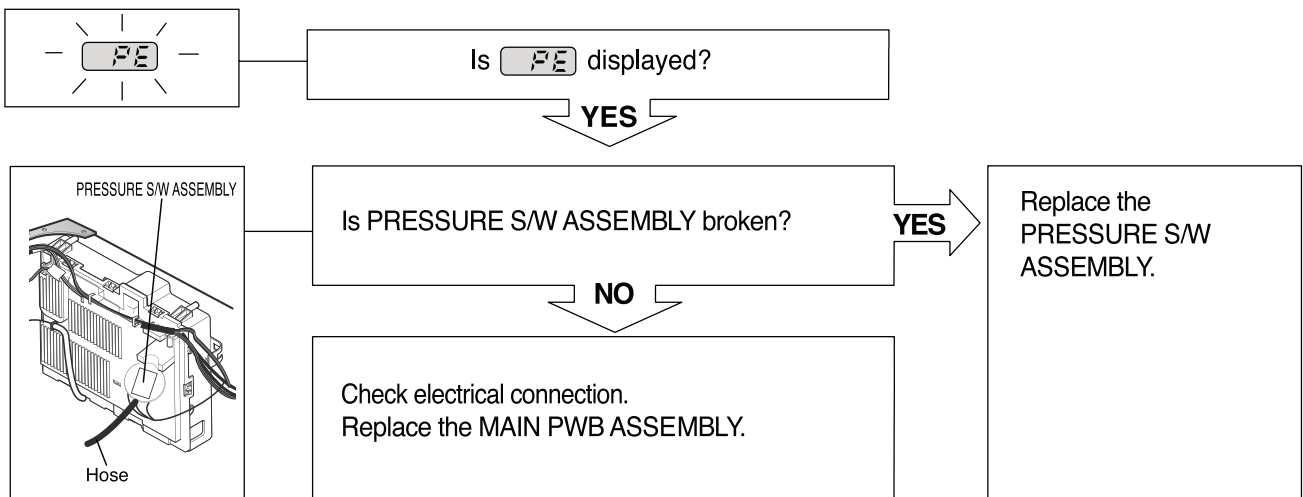 PE
Is PE displayed?
YES
PRESSURE S/W ASSEMBLY
Hose
Is PRESSURE S/W ASSEMBLY broken?
YES
Replace the
PRESSURE S/W
ASSEMBLY.
NO
Check electrical connection.
Replace the MAIN PWB ASSEMBLY.